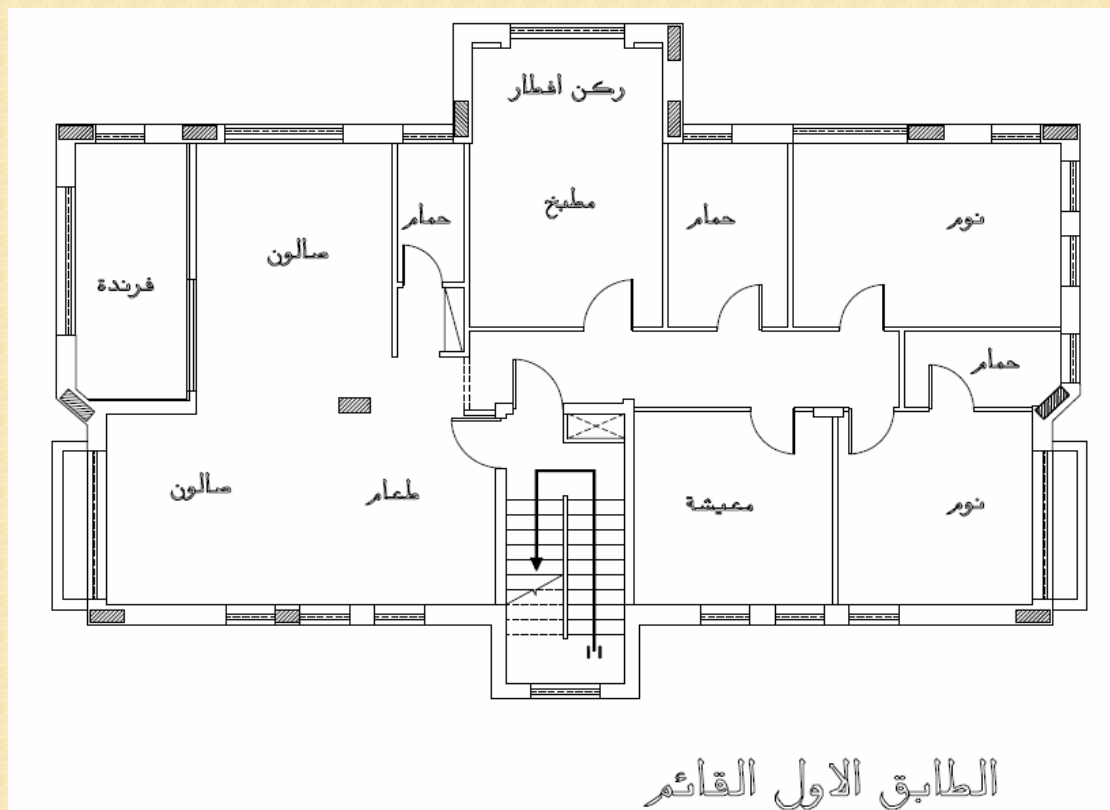 ركن افطار
حمام
مطبخ
حمام
نوم
صالون
فرندة
حمام
صالون
طعام
معيشة
نوم
الطابق الاول القائم